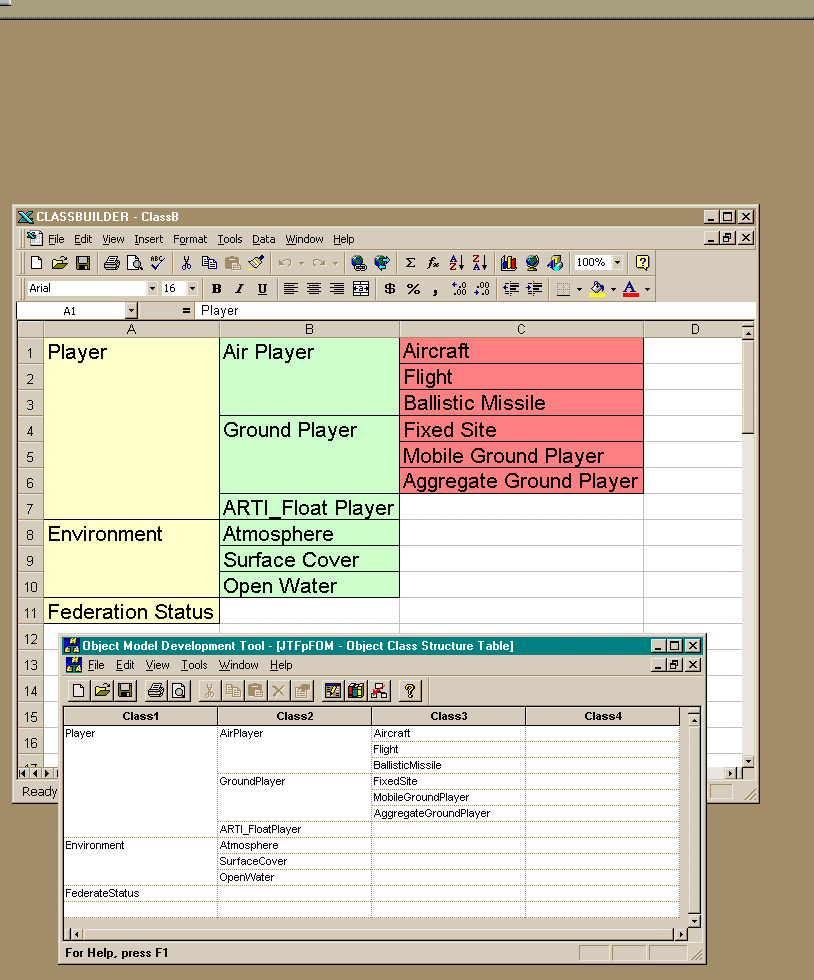 CLASSBUILDER - ClassB
File Edit View Insert Format Tools Data Window Help
ABC Σ fx A Z Z A 100% ?
Arial 16 B I U $ % , .00 .00 A
A1 = Player
A B C D
1 Player Air Player Aircraft
2 Flight
3 Ballistic Missile
4 Ground Player Fixed Site
5 Mobile Ground Player
6 Aggregate Ground Player
7 ARTI_Float Player
8 Environment Atmosphere
9 Surface Cover
10 Open Water
11 Federation Status
12
13
14
15
16
17
Ready
Object Model Development Tool - [JTFpFOM - Object Class Structure Table]
File Edit View Tools Window Help
?
Class1 Class2 Class3 Class4
Player AirPlayer Aircraft
Flight
BallisticMissile
GroundPlayer FixedSite
MobileGroundPlayer
AggregateGroundPlayer
ARTI_FloatPlayer
Environment Atmosphere
SurfaceCover
OpenWater
FederateStatus
For Help, press F1